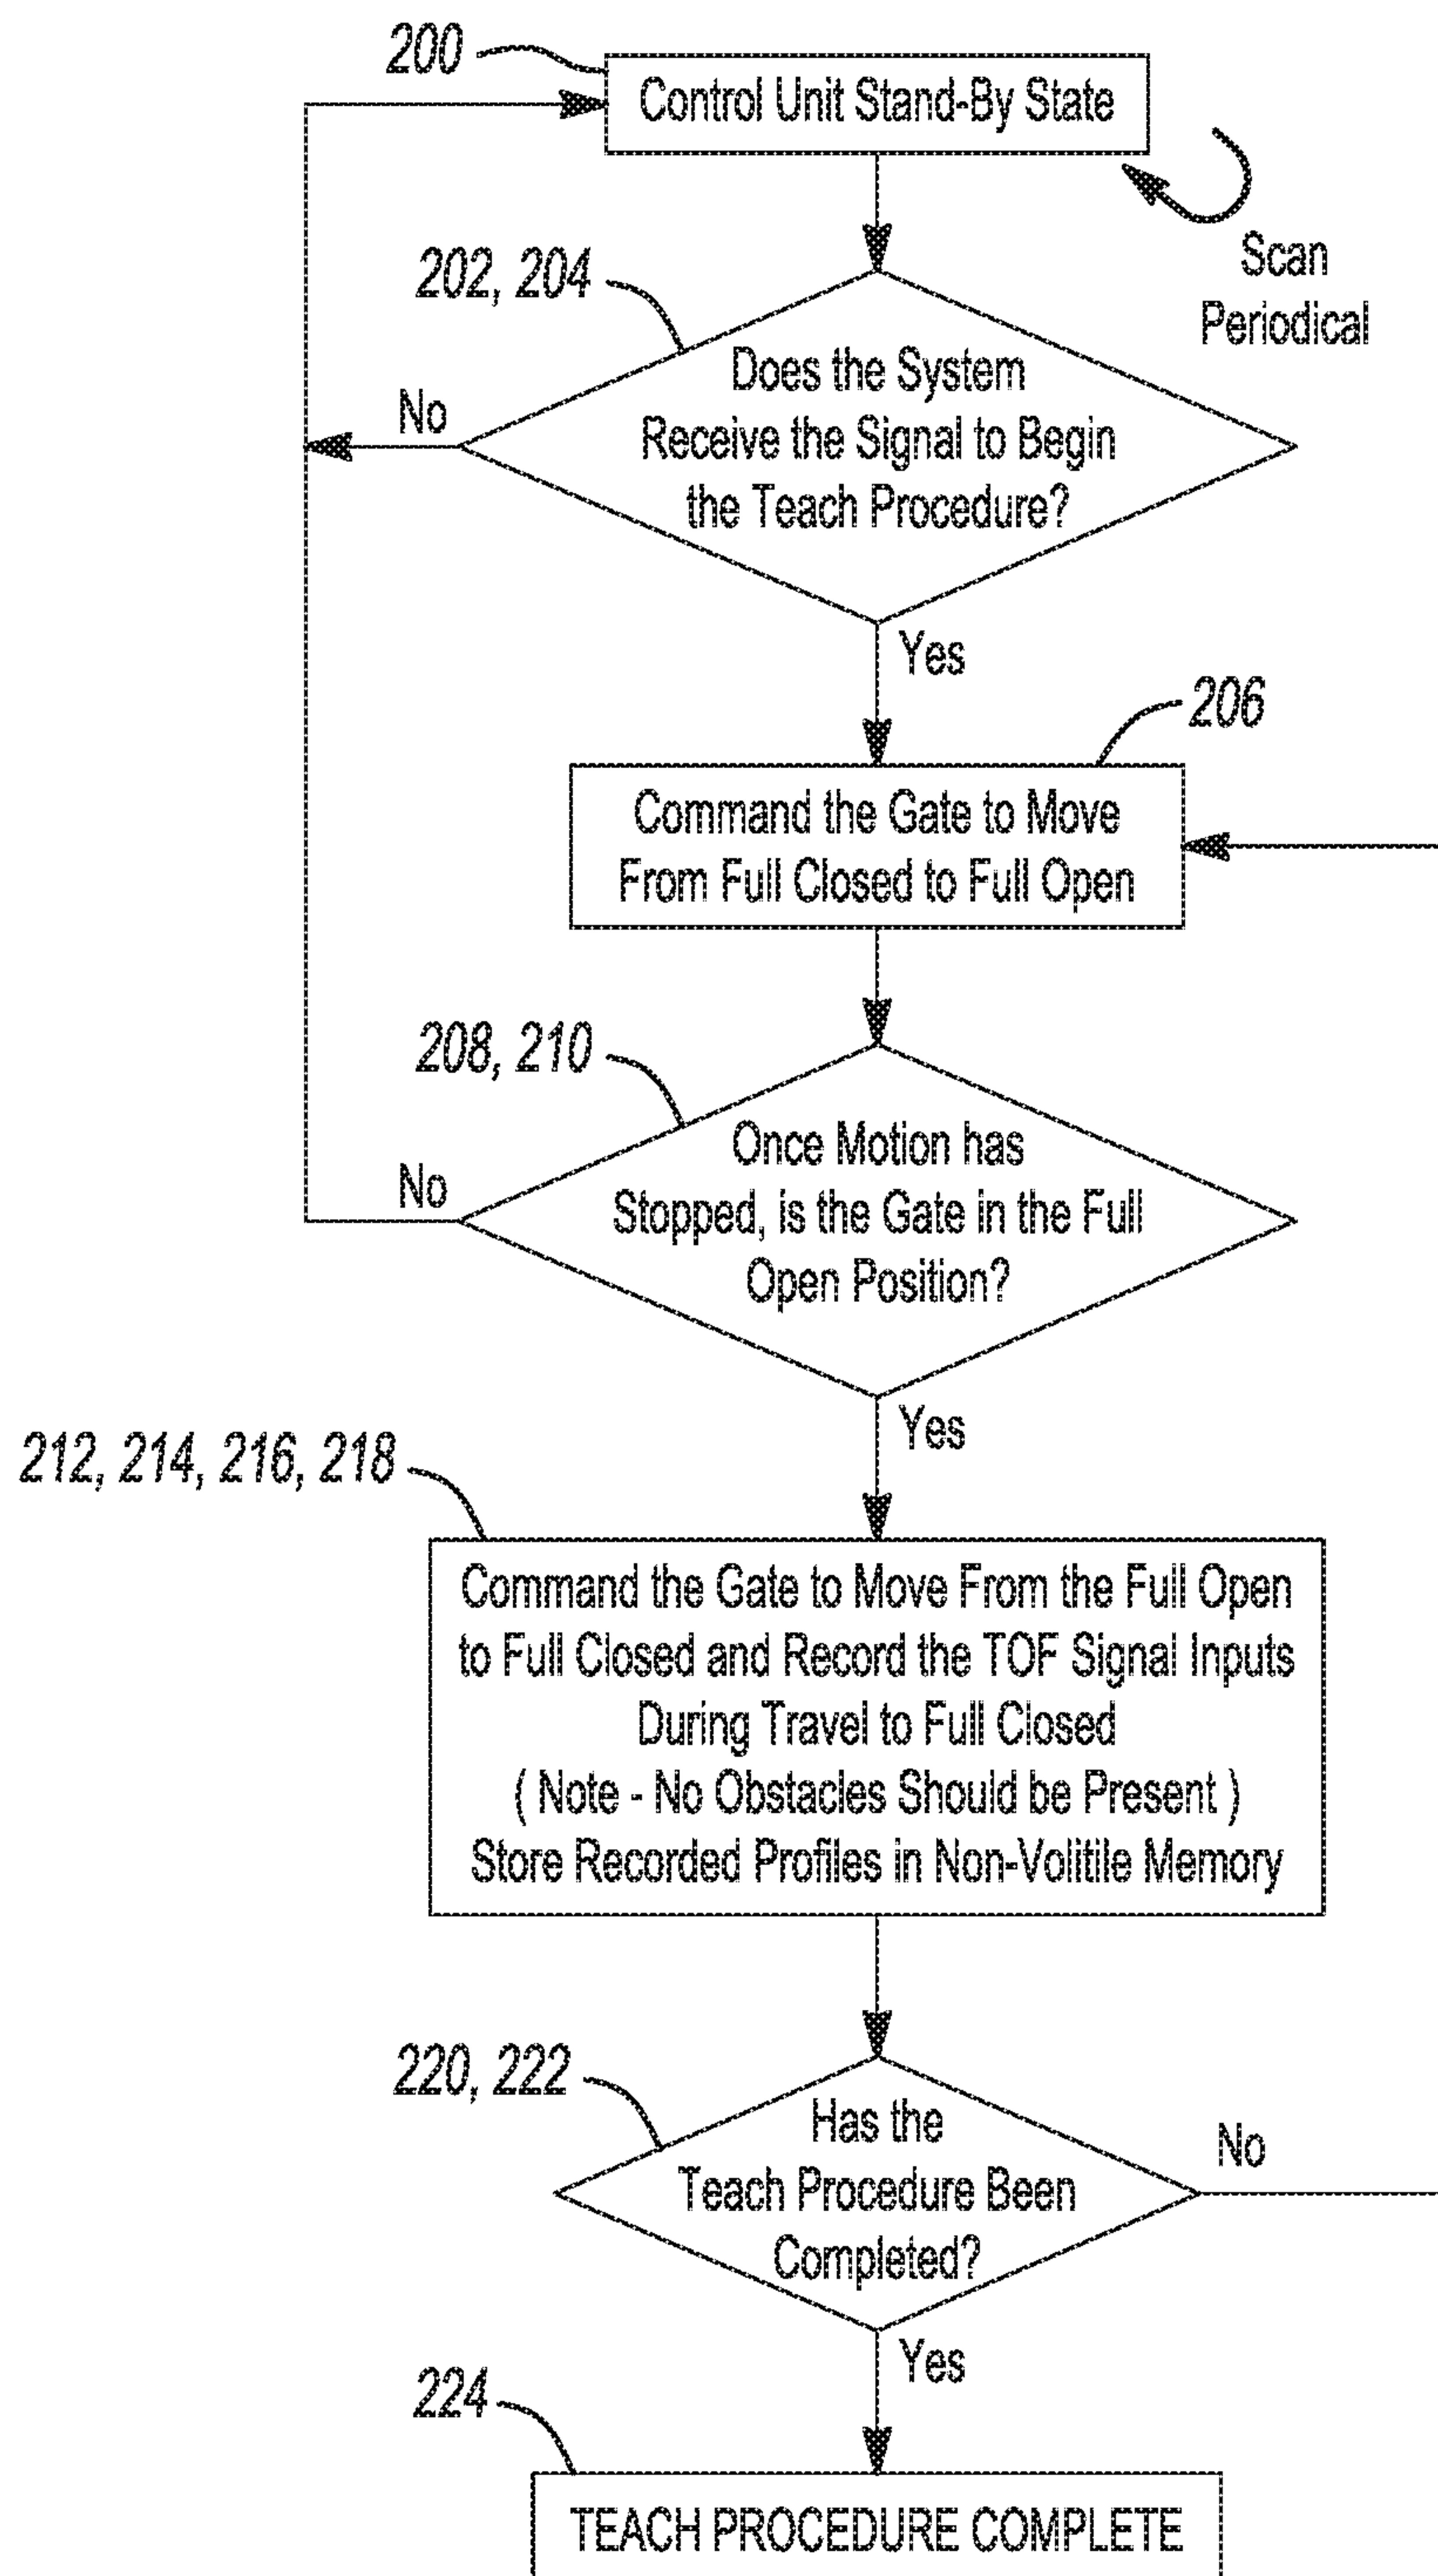 200
Control Unit Stand-By State
Scan
Periodical
202, 204
Does the System
Receive the Signal to Begin
the Teach Procedure?
No
Yes
206
Command the Gate to Move
From Full Closed to Full Open
208, 210
Once Motion has
Stopped, is the Gate in the Full
Open Position?
No
Yes
212, 214, 216, 218
Command the Gate to Move From the Full Open
to Full Closed and Record the TOF Signal Inputs
During Travel to Full Closed
( Note - No Obstacles Should be Present )
Store Recorded Profiles in Non-Volitile Memory
220, 222
Has the
Teach Procedure Been
Completed?
No
Yes
224
TEACH PROCEDURE COMPLETE